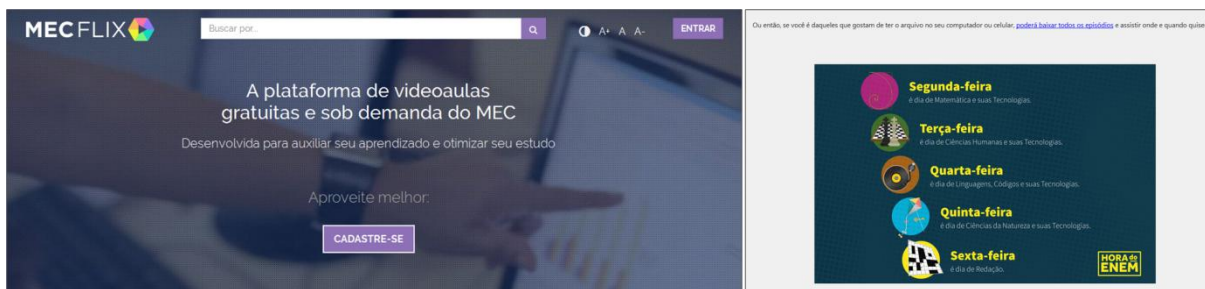 MECFLIX
Buscar por..
A+ A A-
ENTRAR
A plataforma de videoaulas
gratuitas e sob demanda do MEC
Desenvolvida para auxiliar seu aprendizado e otimizar seu estudo
Aproveite melhor:
CADASTRE-SE
Ou então, se você é daqueles que gostam de ter o arquivo no seu computador ou celular, poderá baixar todos os episódios e assistir onde e quando quise
Segunda-feira
é dia de Matemática e suas Tecnologias.
Terça-feira
é dia de Ciências Humanas e suas Tecnologias.
Quarta-feira
é dia de Linguagens, Códigos e suas Tecnologias.
Quinta-feira
é dia de Ciências da Natureza e suas Tecnologias.
Sexta-feira
é dia de Redação.
HORA do
ENEM